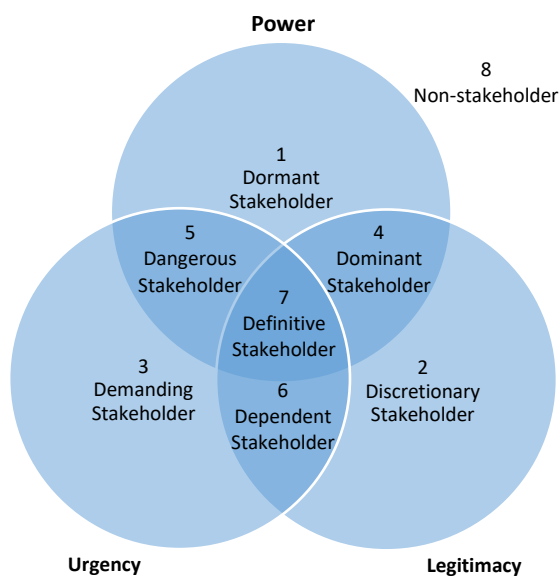 Power
8
Non-stakeholder
1
Dormant
Stakeholder
5
Dangerous
Stakeholder
4
Dominant
Stakeholder
7
Definitive
Stakeholder
3
Demanding
Stakeholder
2
Discretionary
Stakeholder
6
Dependent
Stakeholder
Urgency
Legitimacy